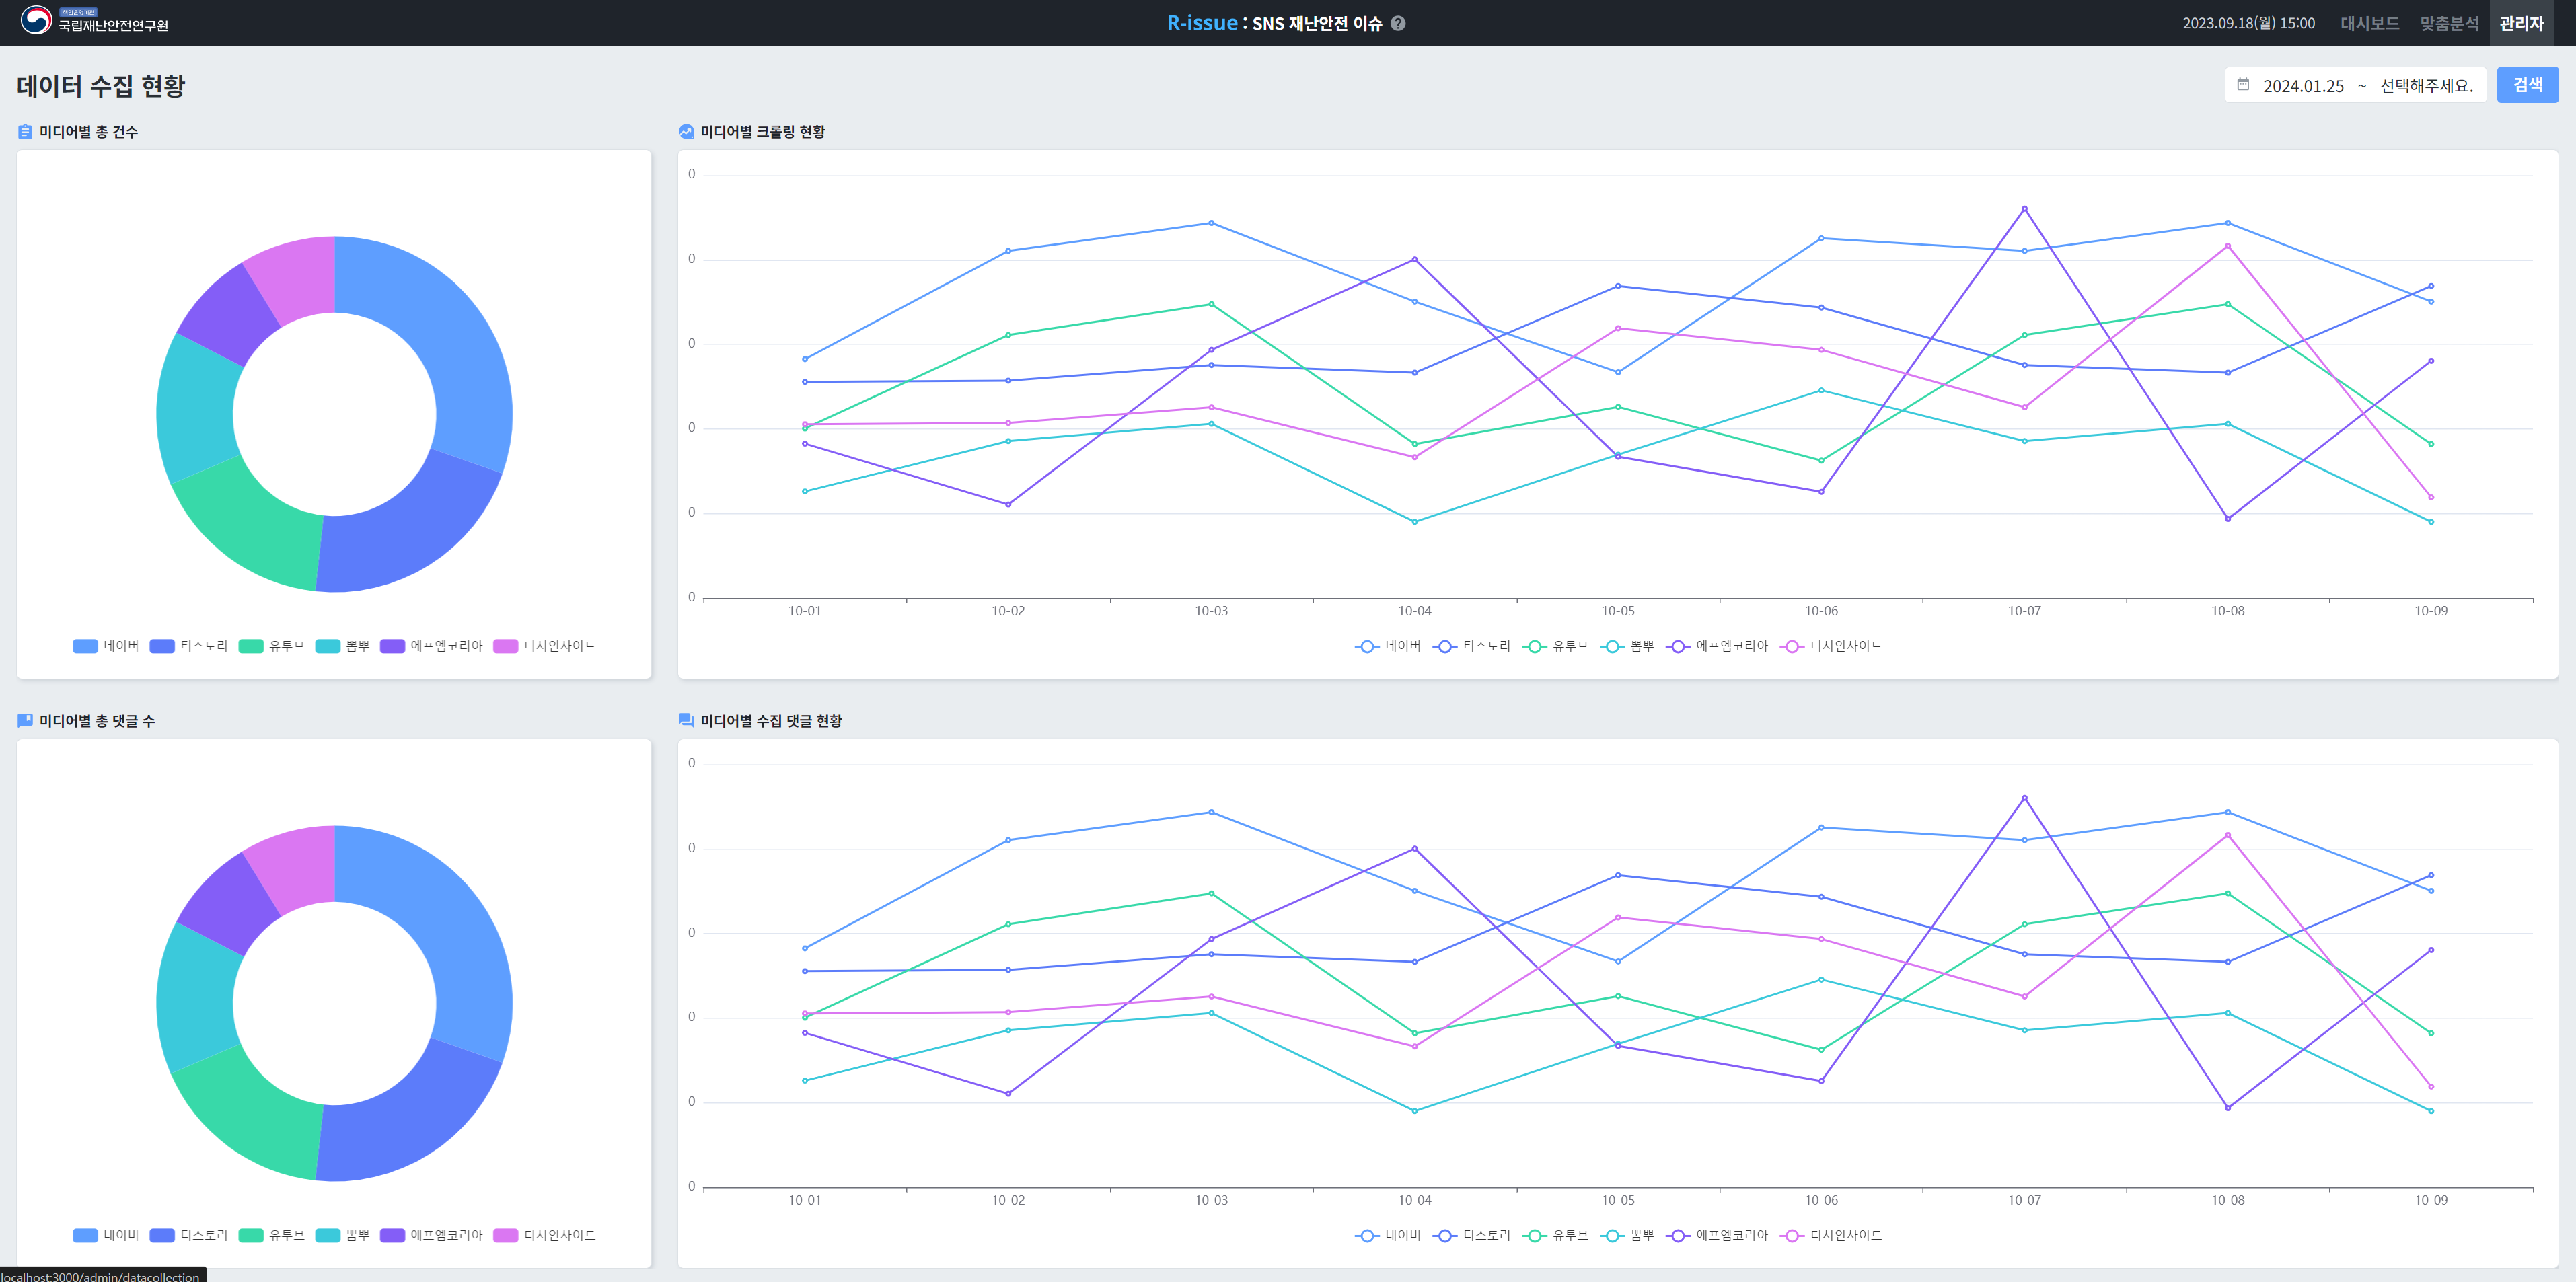 책임운영기관
국립재난안전연구원
R-issue : SNS 재난안전 이슈 ?
2023.09.18(월) 15:00 대시보드 맞춤분석 관리자
데이터 수집 현황
2024.01.25 ~ 선택해주세요. 검색
미디어별 총 건수
네이버 티스토리 유투브 뽐뿌 에프엠코리아 디시인사이드
미디어별 크롤링 현황
0
0
0
0
0
0
10-01 10-02 10-03 10-04 10-05 10-06 10-07 10-08 10-09
네이버 티스토리 유투브 뽐뿌 에프엠코리아 디시인사이드
미디어별 총 댓글 수
네이버 티스토리 유투브 뽐뿌 에프엠코리아 디시인사이드
미디어별 수집 댓글 현황
0
0
0
0
0
0
10-01 10-02 10-03 10-04 10-05 10-06 10-07 10-08 10-09
네이버 티스토리 유투브 뽐뿌 에프엠코리아 디시인사이드
localhost:3000/admin/datacollection